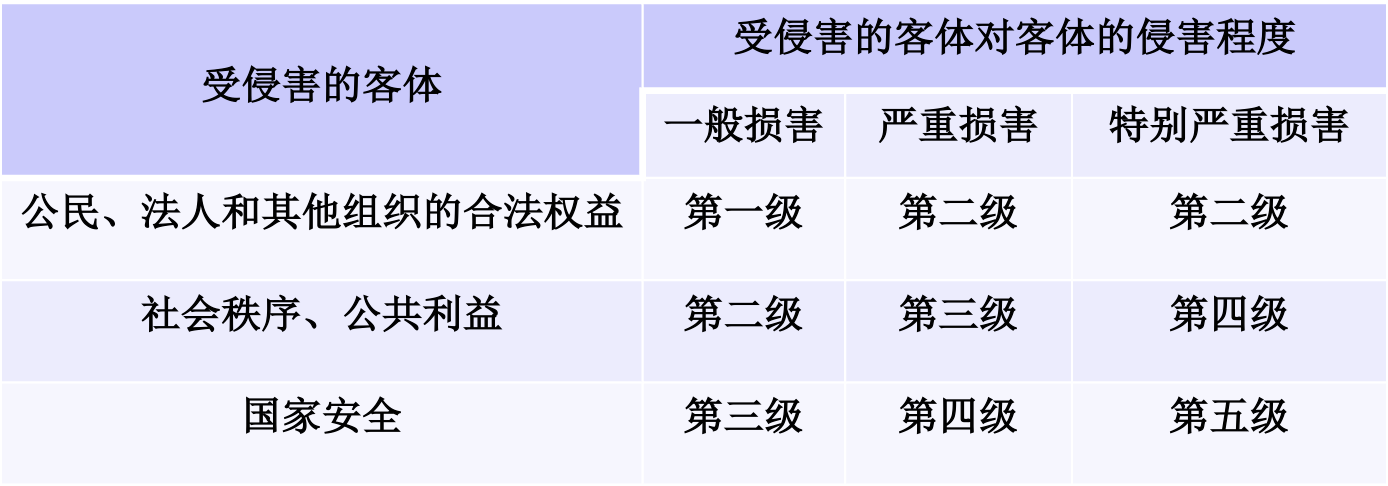 受侵害的客体
受侵害的客体对客体的侵害程度
一般损害 严重损害 特别严重损害
公民、法人和其他组织的合法权益 第一级 第二级 第二级
社会秩序、公共利益 第二级 第三级 第四级
国家安全 第三级 第四级 第五级